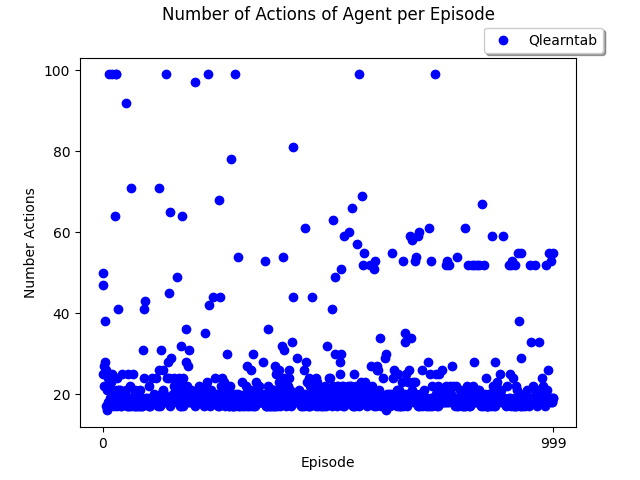 Number of Actions of Agent per Episode
Qlearntab
100
80
60
40
20
Number Actions
0
999
Episode